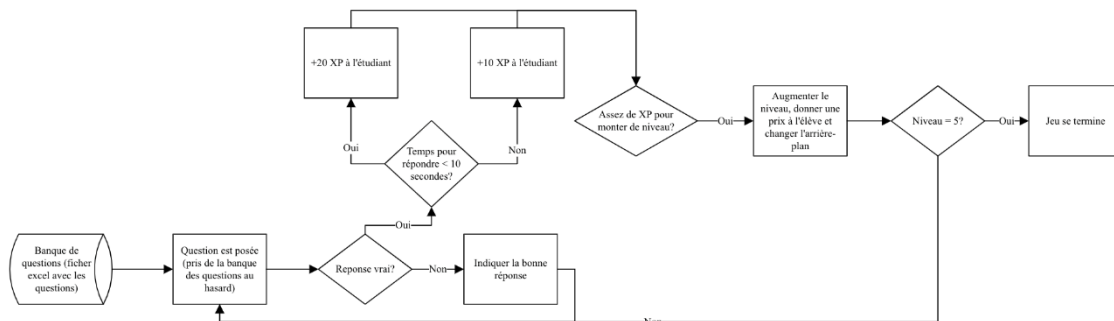 +20 XP à l'étudiant
+10 XP à l'étudiant
Assez de XP pour
monter de niveau?
Oui
Augmenter le
niveau, donner une
prix à l'élève et
changer l'arrière-
plan
Niveau = 5?
Oui
Jeu se termine
Oui
Temps pour
répondre < 10
secondes?
Non
Oui
Banque de
questions (ficher
excel avec les
questions)
Question est posée
(pris de la banque
des questions au
hasard)
Reponse vrai?
Non
Indiquer la bonne
réponse
Non